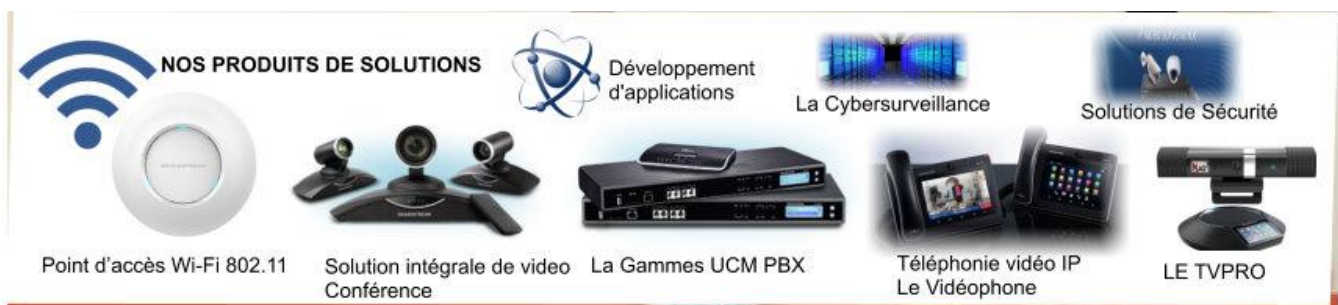 NOS PRODUITS DE SOLUTIONS
Développement
d'applications
La Cybersurveillance
Solutions de Sécurité
GRANDSTREAM
Point d'accès Wi-Fi 802.11
Solution intégrale de video
Conférence
La Gammes UCM PBX
Téléphonie vidéo IP
Le Vidéophone
LE TVPRO